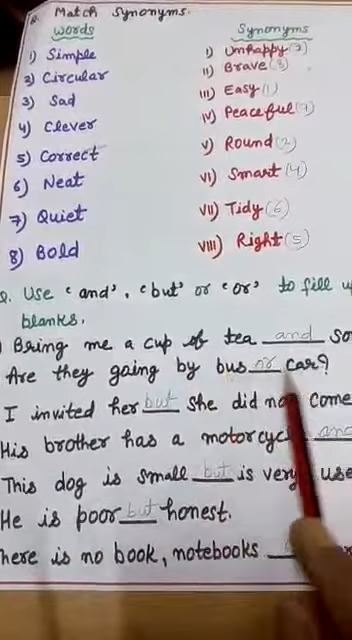 Q. Match Synonyms.
Words
Synonyms
1) Simple
2) Circular
3) Sad
4) Clever
5) Correct
6) Neat
7) Quiet
8) Bold
I) Unhappy (3)
II) Brave (8)
III) Easy (1)
IV) Peaceful (7)
V) Round (2)
VI) Smart (4)
VII) Tidy (6)
VIII) Right (5)
Q. Use 'and', 'but' or 'or' to fill
blanks.
Bring me a cup of tea and
Are they going by bus or car?
I invited her but she did not come
His brother has a motorcycle
This dog is small but is very
He is poor but honest.
here is no book, notebooks